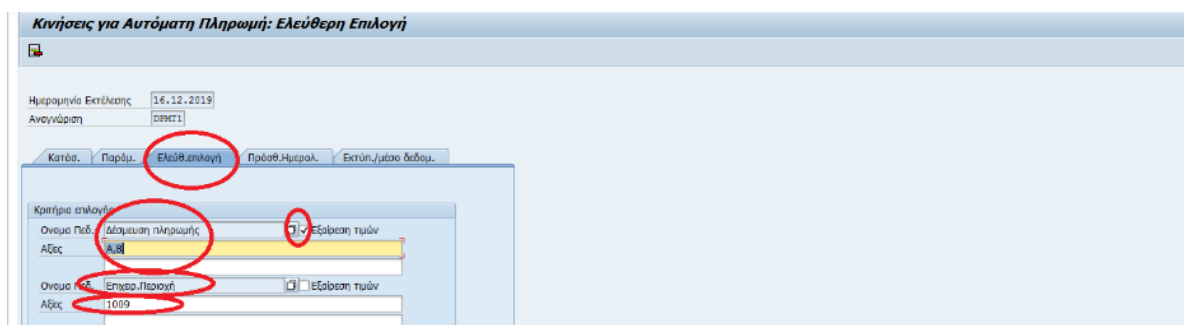 Κινήσεις για Αυτόματη Πληρωμή: Ελεύθερη Επιλογή
Ημερομηνία Εκτέλεσης 16.12.2019
Αναγνώριση DPMT1
Κατάσ. Παράμ. Ελεύθ.επιλογή Πρόσθ.Ημερολ. Εκτύπ./μέσο δεδομ.
Κριτήρια επιλογής
Ονομα Πεδ. Δέσμευση πληρωμής Εξαίρεση τιμών
Αξίες A,B
Ονομα Πεδ. Επιχειρ.Περιοχή Εξαίρεση τιμών
Αξίες 1009